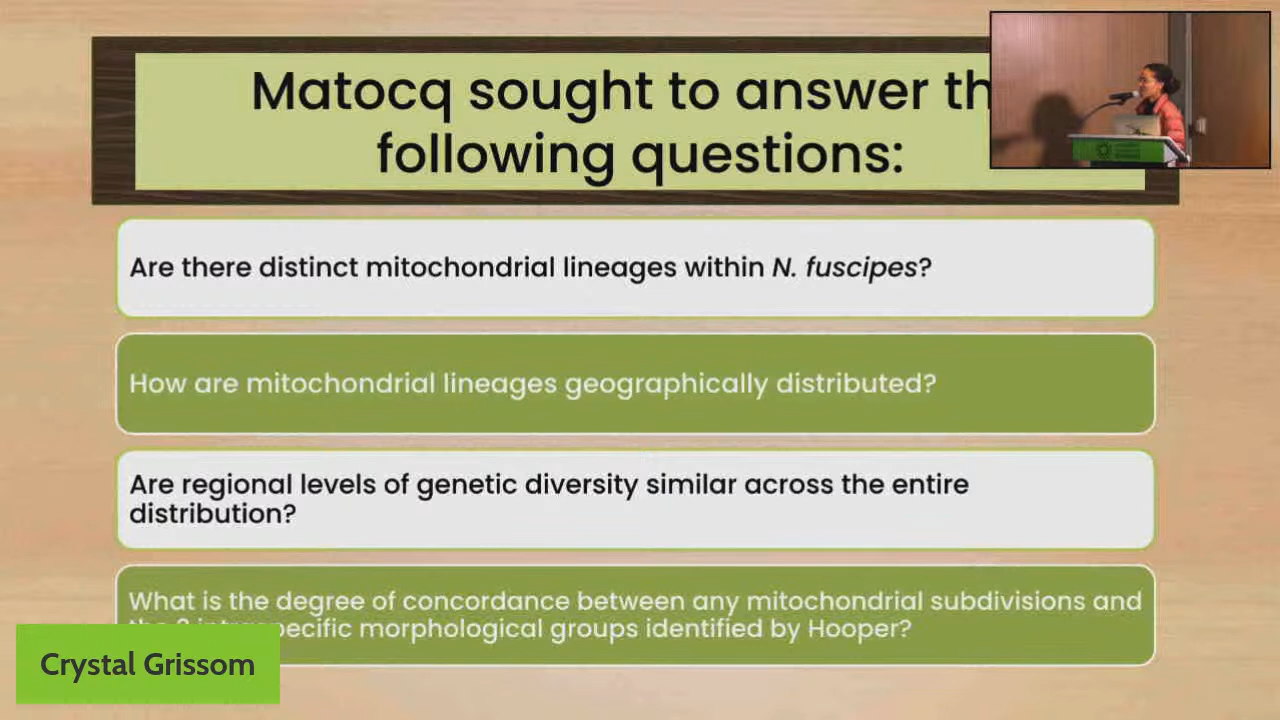 Matocq sought to answer th
following questions:
Are there distinct mitochondrial lineages within N. fuscipes?
How are mitochondrial lineages geographically distributed?
Are regional levels of genetic diversity similar across the entire
distribution?
What is the degree of concordance between any mitochondrial subdivisions and
morphological groups identified by Hooper?
Crystal Grissom